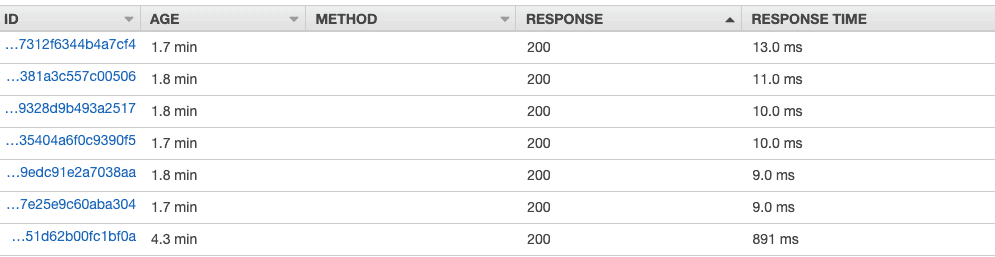 ID AGE METHOD RESPONSE RESPONSE TIME
…7312f6344b4a7cf4 1.7 min 200 13.0 ms
…381a3c557c00506 1.8 min 200 11.0 ms
…9328d9b493a2517 1.8 min 200 10.0 ms
…35404a6f0c9390f5 1.7 min 200 10.0 ms
…9edc91e2a7038aa 1.8 min 200 9.0 ms
…7e25e9c60aba304 1.7 min 200 9.0 ms
…51d62b00fc1bf0a 4.3 min 200 891 ms